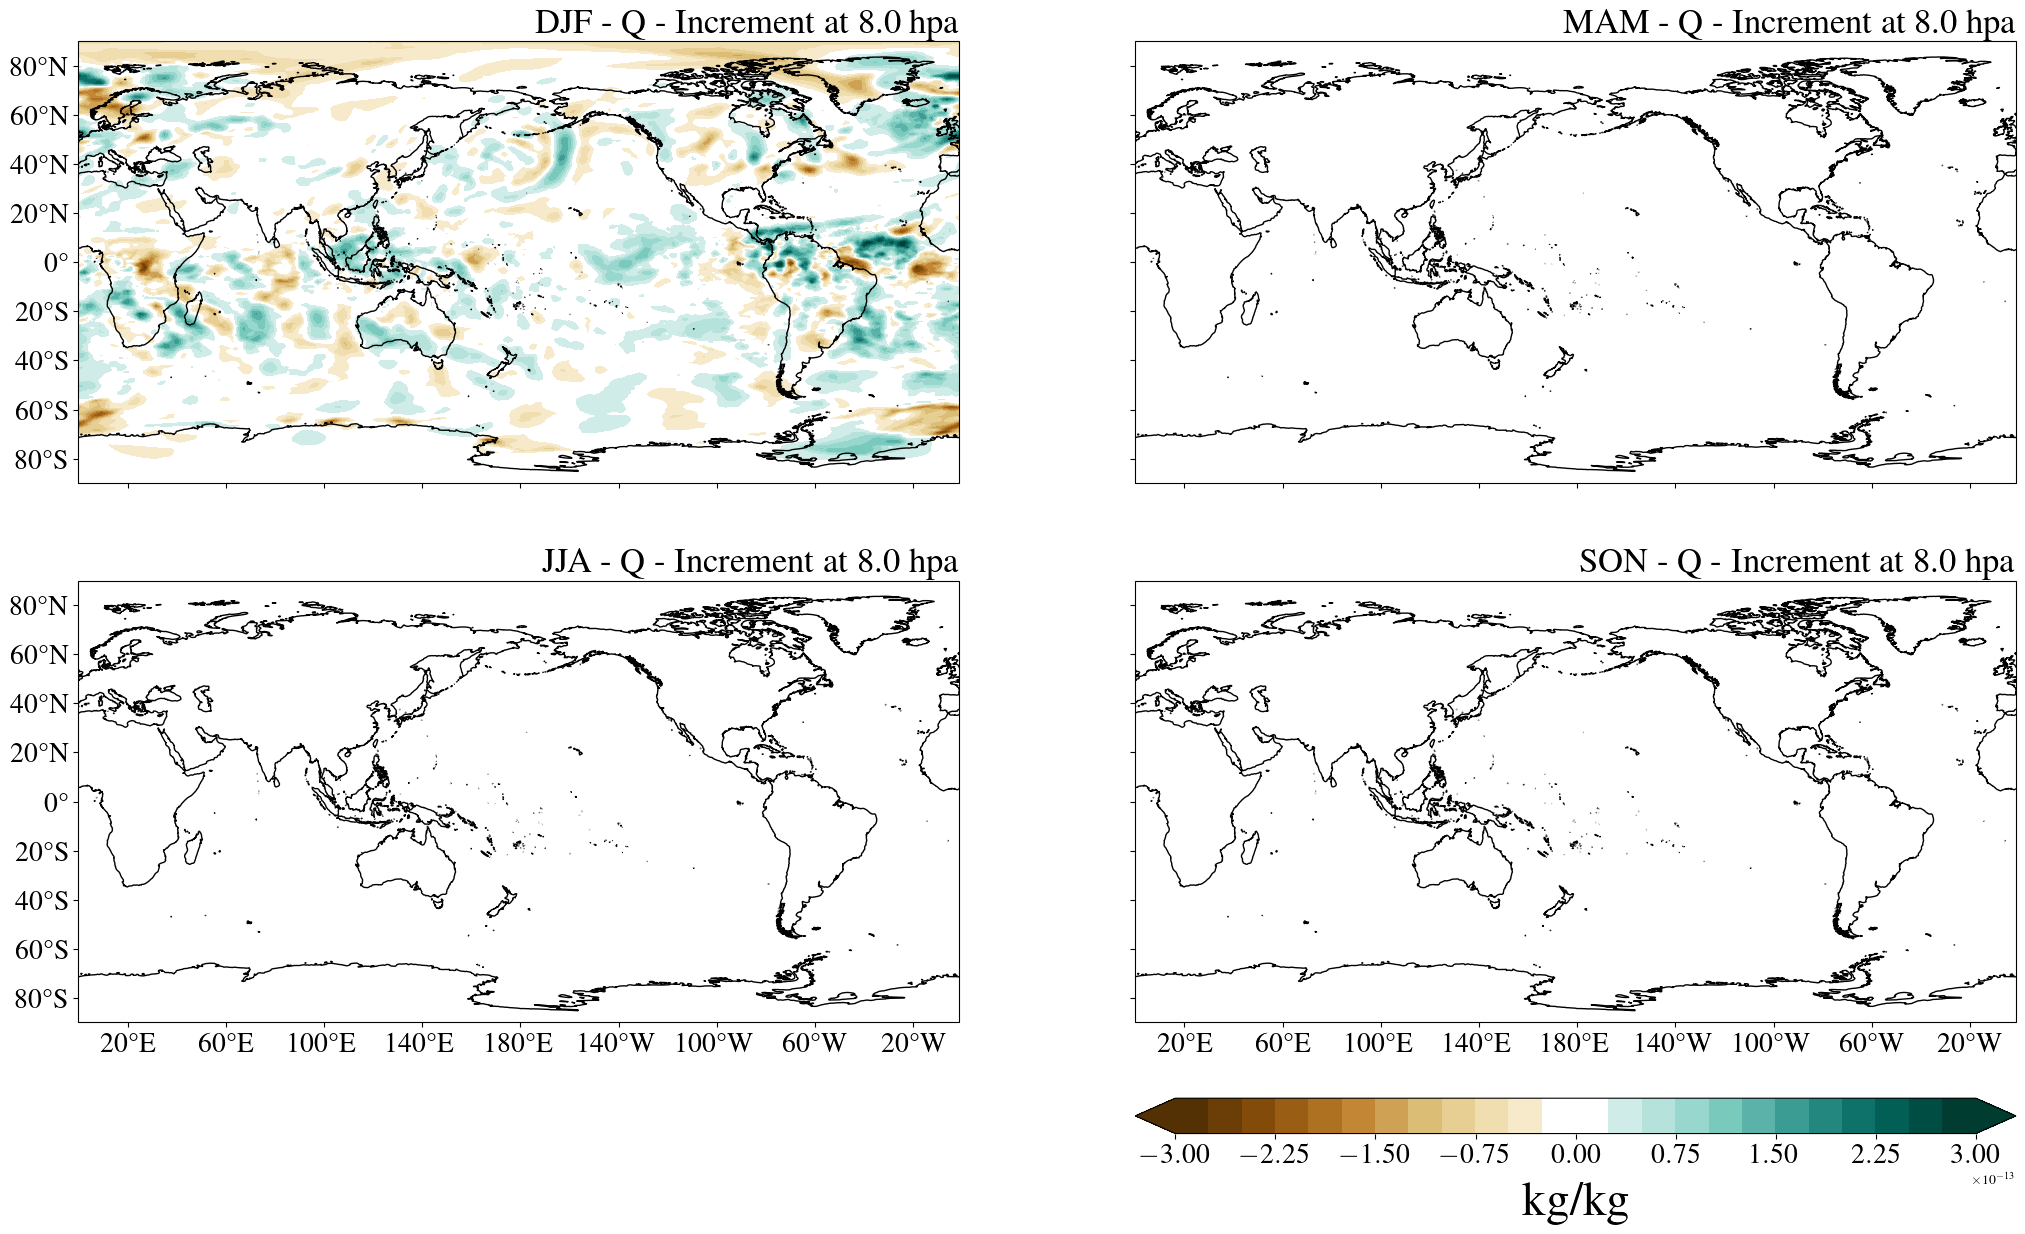 DJF - Q - Increment at 8.0 hpa
MAM - Q - Increment at 8.0 hpa
80°N
60°N
40°N
20°N
0°
20°S
40°S
60°S
80°S
JJA - Q - Increment at 8.0 hpa
SON - Q - Increment at 8.0 hpa
80°N
60°N
40°N
20°N
0°
20°S
40°S
60°S
80°S
20°E 60°E 100°E 140°E 180°E 140°W 100°W 60°W 20°W
20°E 60°E 100°E 140°E 180°E 140°W 100°W 60°W 20°W
−3.00 −2.25 −1.50 −0.75 0.00 0.75 1.50 2.25 3.00
×10⁻¹³
kg/kg